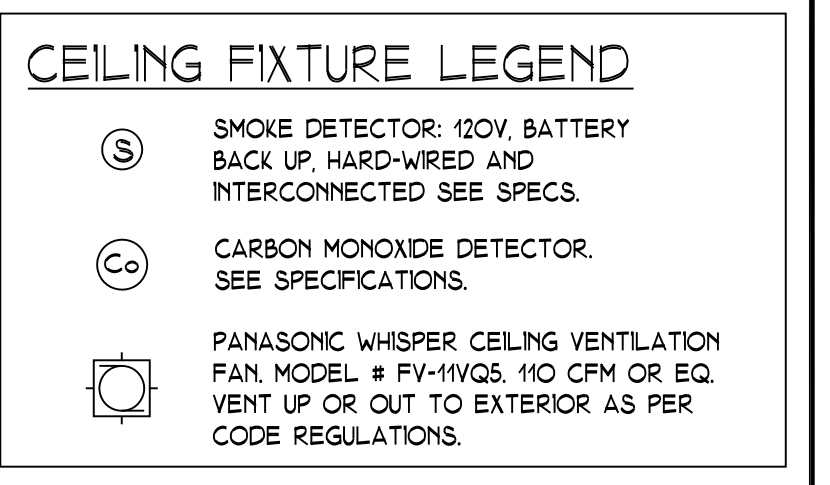 CEILING FIXTURE LEGEND
S
SMOKE DETECTOR: 120V, BATTERY
BACK UP, HARD-WIRED AND
INTERCONNECTED SEE SPECS.
Co
CARBON MONOXIDE DETECTOR.
SEE SPECIFICATIONS.
PANASONIC WHISPER CEILING VENTILATION
FAN. MODEL # FV-11VQ5. 110 CFM OR EQ.
VENT UP OR OUT TO EXTERIOR AS PER
CODE REGULATIONS.